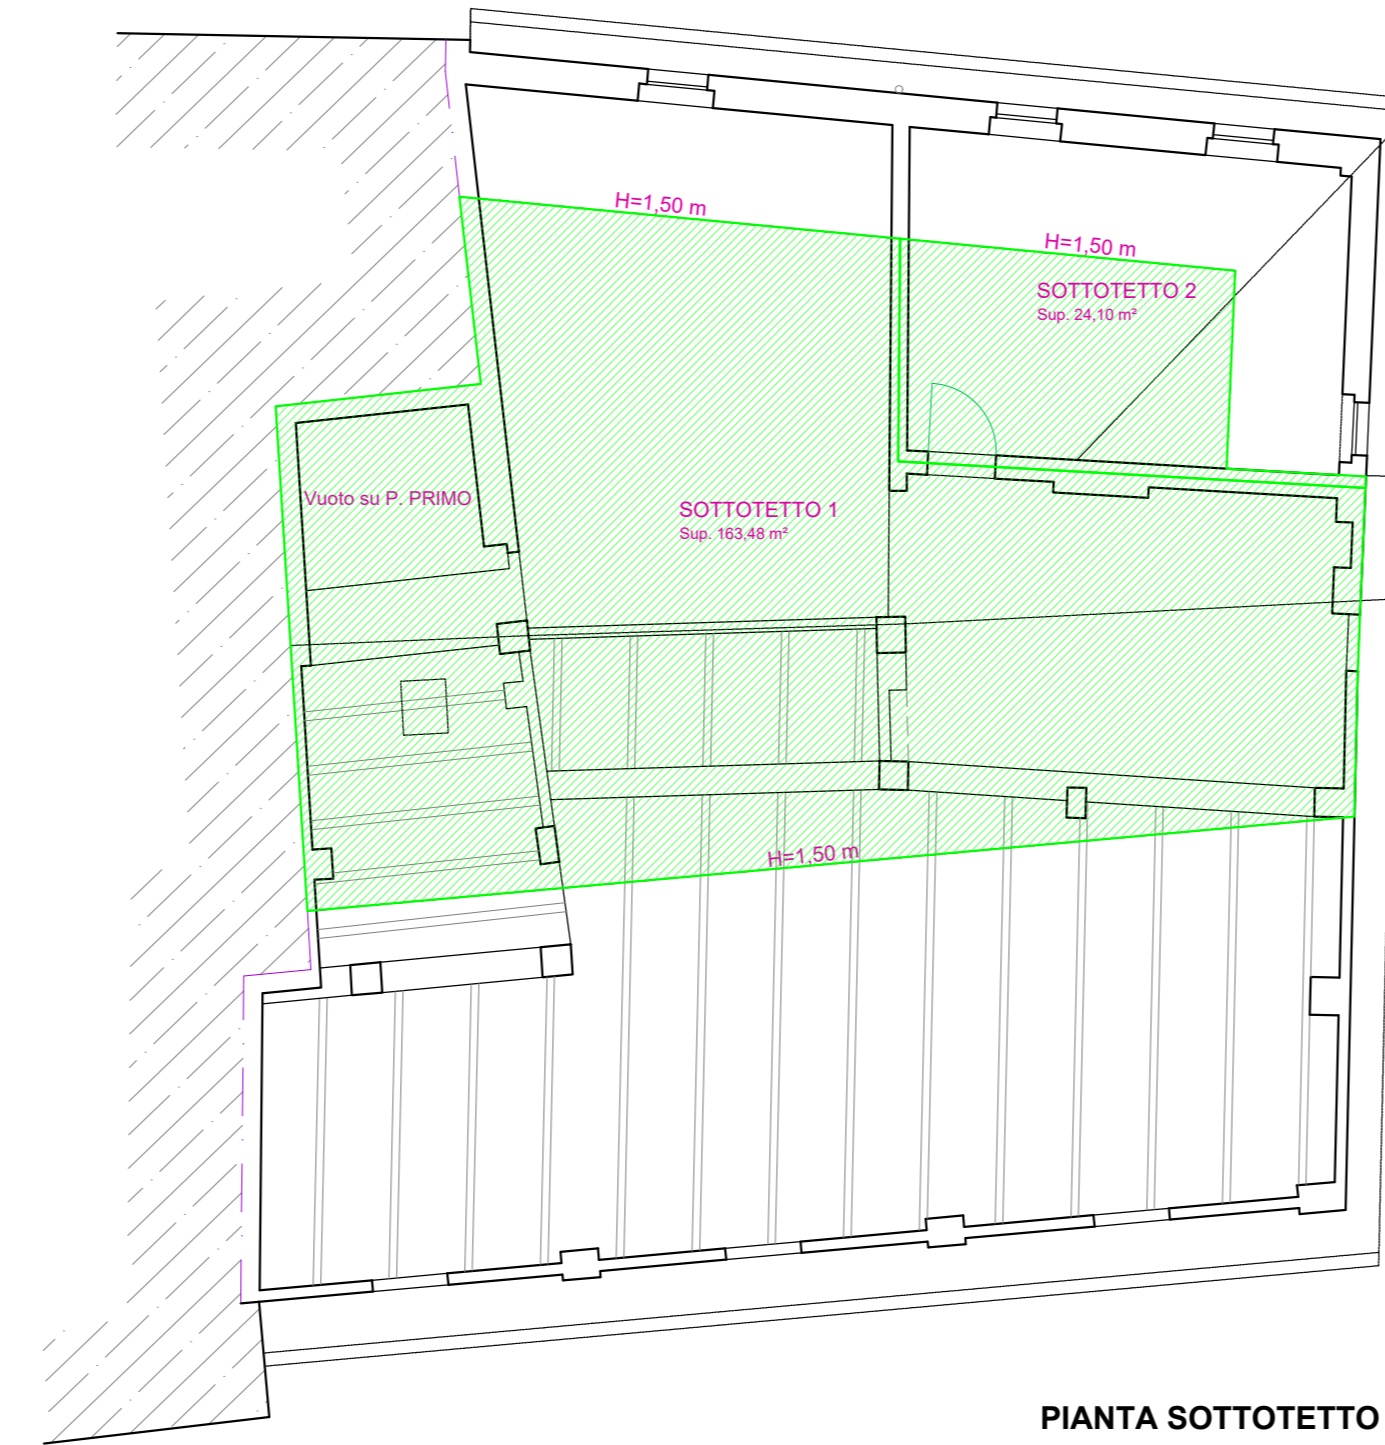 H=1,50 m
H=1,50 m
SOTTOTETTO 2
Sup. 24,10 m²
Vuoto su P. PRIMO
SOTTOTETTO 1
Sup. 163,48 m²
H=1,50 m
PIANTA SOTTOTETTO